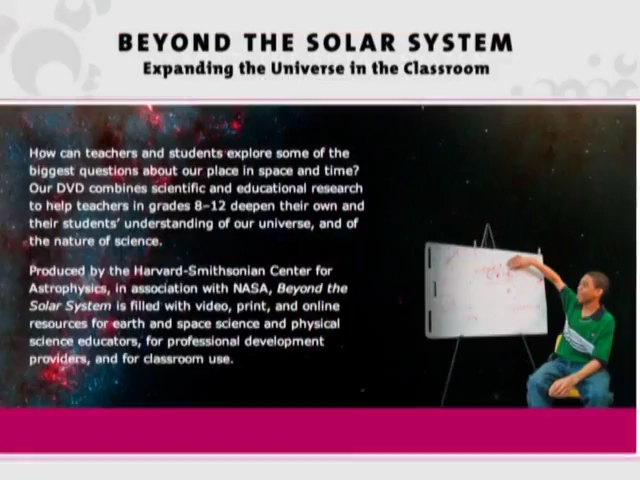 BEYOND THE SOLAR SYSTEM
Expanding the Universe in the Classroom
How can teachers and students explore some of the
biggest questions about our place in space and time?
Our DVD combines scientific and educational research
to help teachers in grades 8–12 deepen their own and
their students’ understanding of our universe, and of
the nature of science.
Produced by the Harvard-Smithsonian Center for
Astrophysics, in association with NASA, Beyond the
Solar System is filled with video, print, and online
resources for earth and space science and physical
science educators, for professional development
providers, and for classroom use.